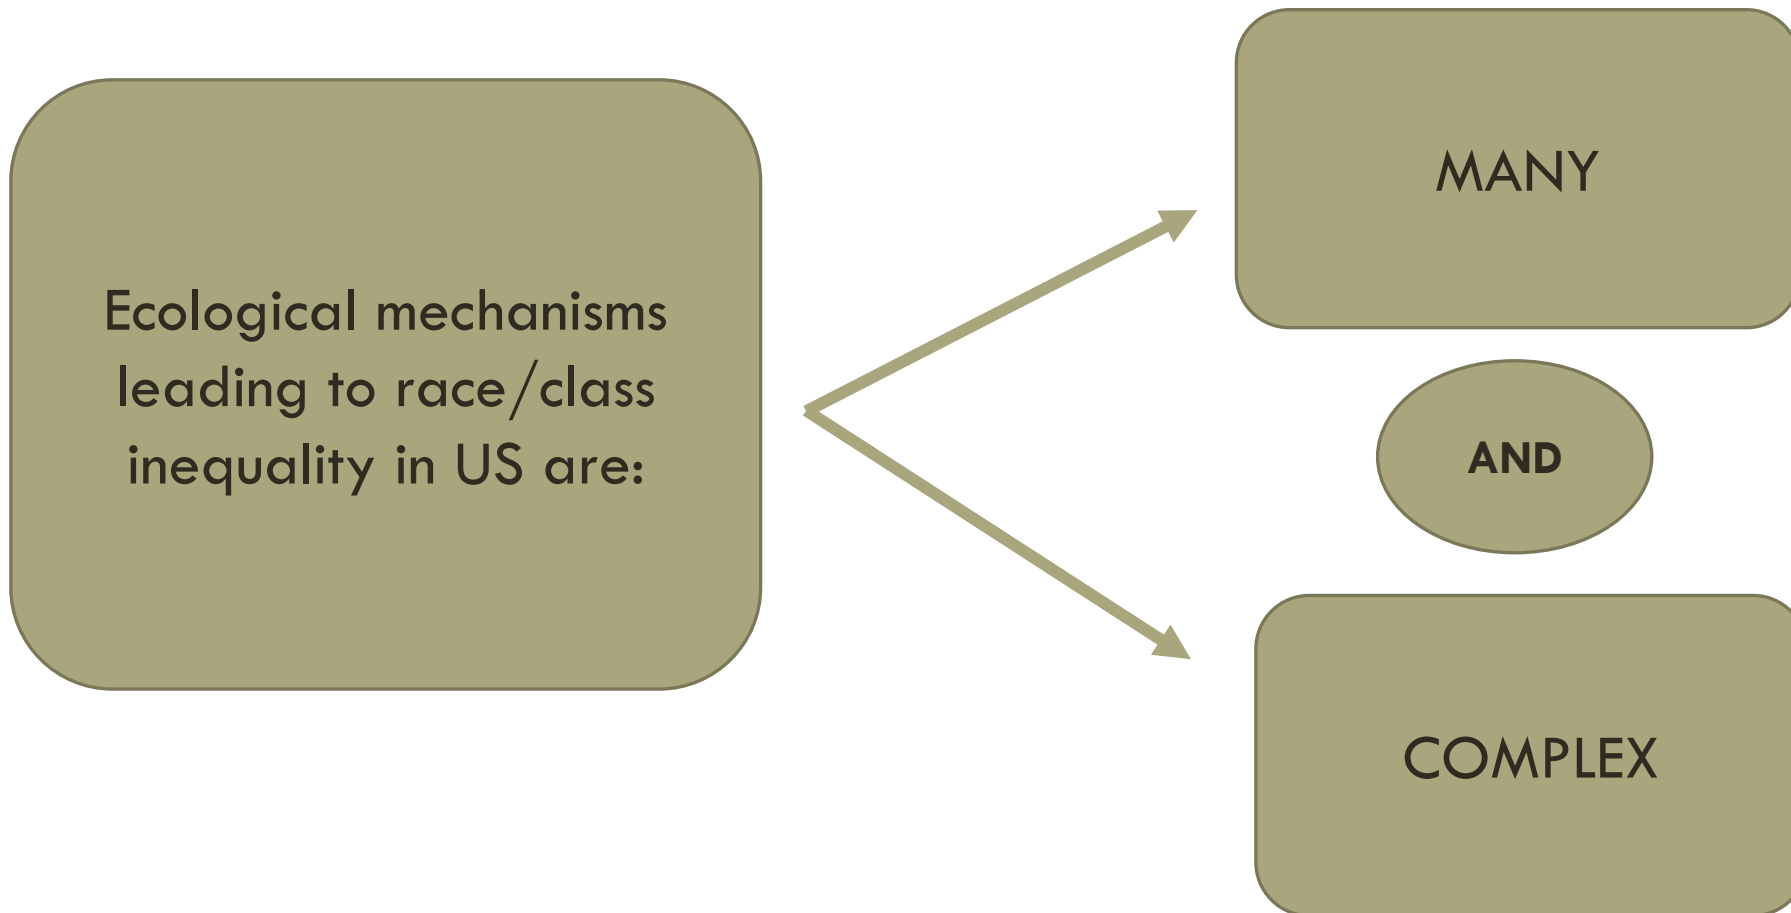 Ecological mechanisms
leading to race/class
inequality in US are:
MANY
AND
COMPLEX